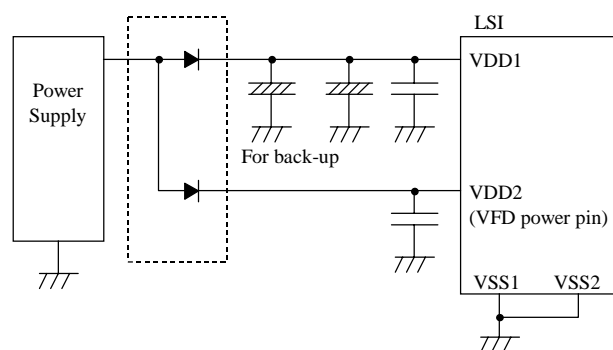 LSI
Power
Supply
VDD1
For back-up
VDD2
(VFD power pin)
VSS1 VSS2